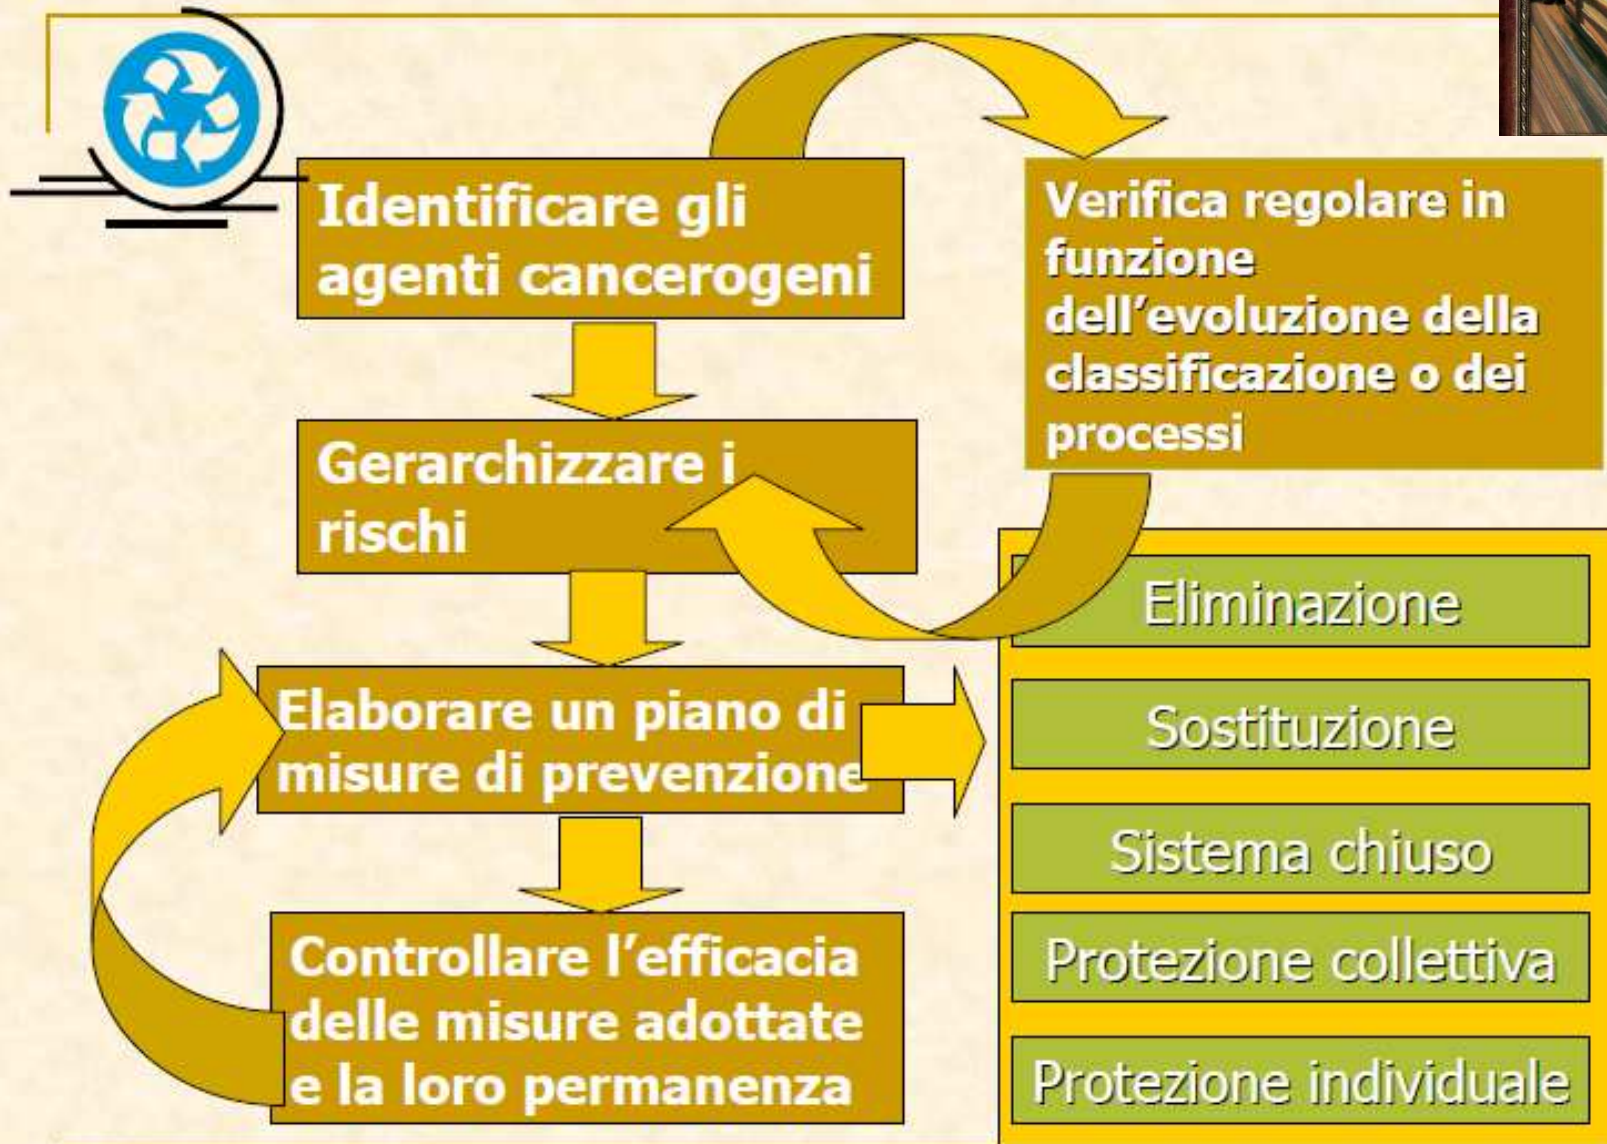 Identificare gli
agenti cancerogeni
Verifica regolare in
funzione
dell'evoluzione della
classificazione o dei
processi
Gerarchizzare i
rischi
Elaborare un piano di
misure di prevenzione
Controllare l'efficacia
delle misure adottate
e la loro permanenza
Eliminazione
Sostituzione
Sistema chiuso
Protezione collettiva
Protezione individuale